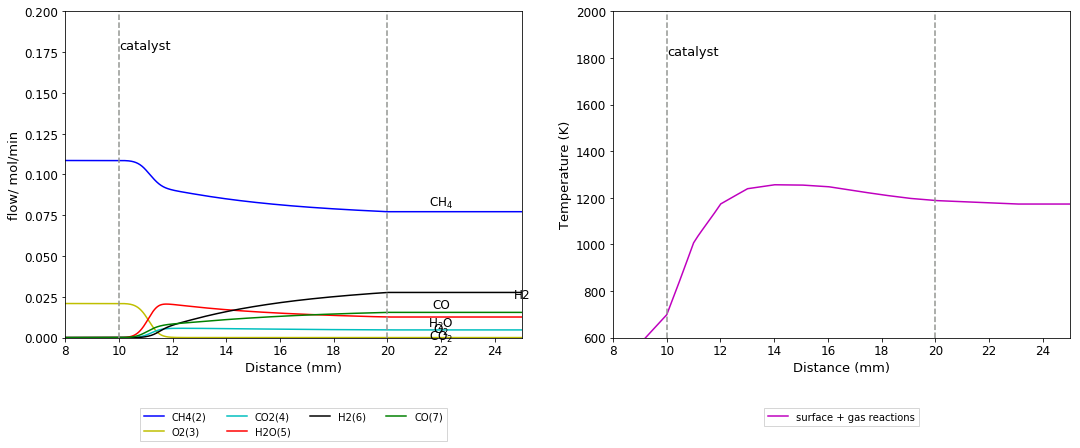 0.200
0.175
0.150
0.125
0.100
0.075
0.050
0.025
0.000
flow/ mol/min
catalyst
CH₄
H2
CO
H₂O
O₂
CO₂
8 10 12 14 16 18 20 22 24
Distance (mm)
CH4(2) CO2(4) H2(6) CO(7)
O2(3) H2O(5)
2000
1800
1600
1400
1200
1000
800
600
Temperature (K)
catalyst
8 10 12 14 16 18 20 22 24
Distance (mm)
surface + gas reactions